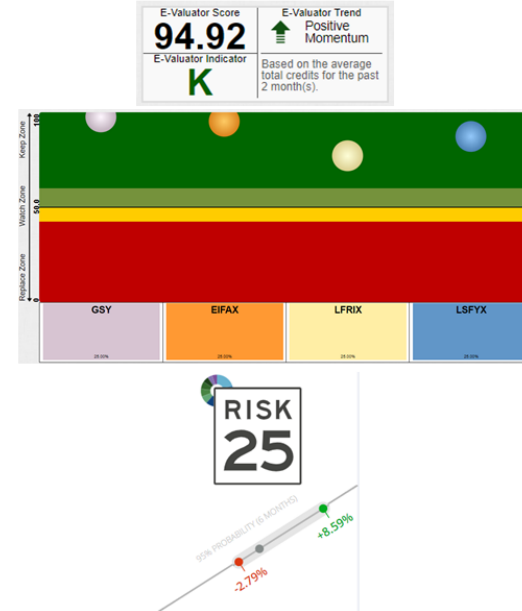 E-Valuator Score
94.92
E-Valuator Trend
Positive
Momentum
E-Valuator Indicator
K
Based on the average
total credits for the past
2 month(s).
Keep Zone
Watch Zone
Replace Zone
100
50.0
0
GSY
EIFAX
LFRIX
LSFYX
25.00%
25.00%
25.00%
25.00%
RISK
25
95% PROBABILITY (6 MONTHS)
-2.79%
+8.59%